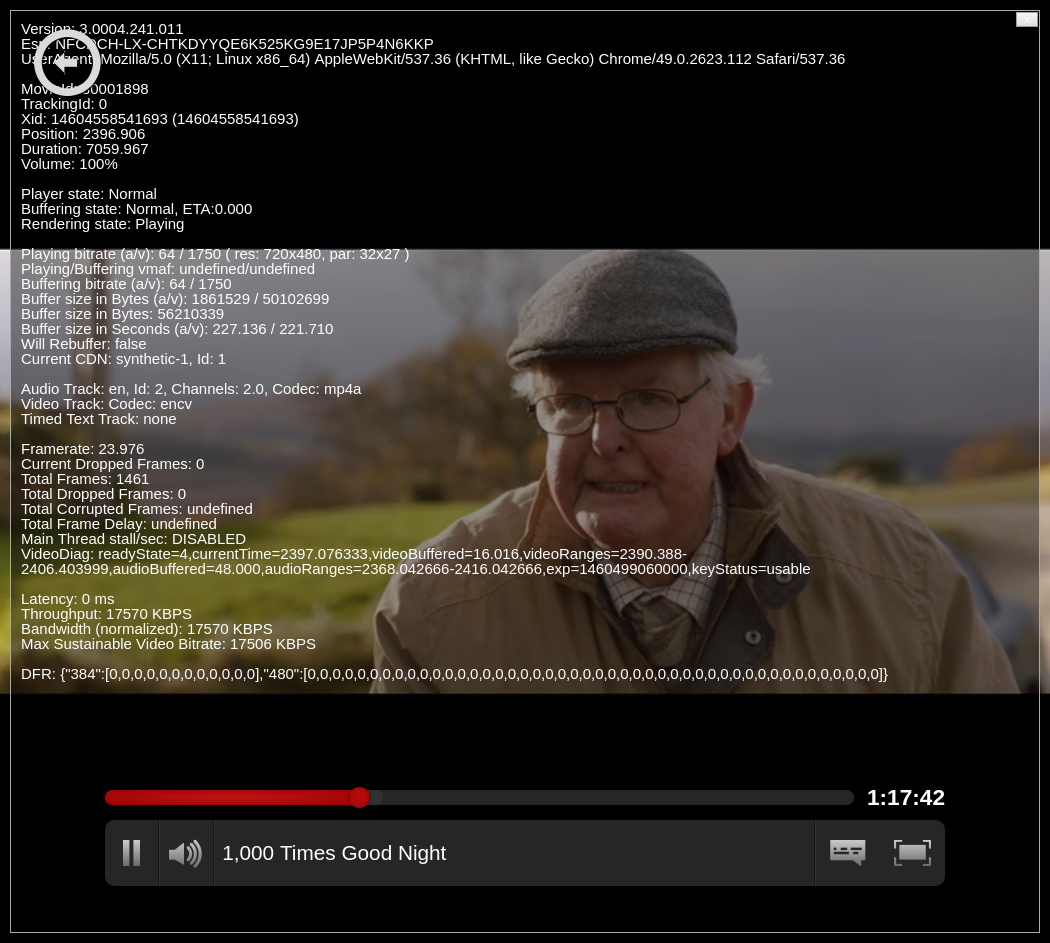 Version: 3.0004.241.011
Esn: NFCDCH-LX-CHTKDYYQE6K525KG9E17JP5P4N6KKP
UserAgent: Mozilla/5.0 (X11; Linux x86_64) AppleWebKit/537.36 (KHTML, like Gecko) Chrome/49.0.2623.112 Safari/537.36
MovieId: 80001898
TrackingId: 0
Xid: 14604558541693 (14604558541693)
Position: 2396.906
Duration: 7059.967
Volume: 100%
Player state: Normal
Buffering state: Normal, ETA:0.000
Rendering state: Playing
Playing bitrate (a/v): 64 / 1750 ( res: 720x480, par: 32x27 )
Playing/Buffering vmaf: undefined/undefined
Buffering bitrate (a/v): 64 / 1750
Buffer size in Bytes (a/v): 1861529 / 50102699
Buffer size in Bytes: 56210339
Buffer size in Seconds (a/v): 227.136 / 221.710
Will Rebuffer: false
Current CDN: synthetic-1, Id: 1
Audio Track: en, Id: 2, Channels: 2.0, Codec: mp4a
Video Track: Codec: encv
Timed Text Track: none
Framerate: 23.976
Current Dropped Frames: 0
Total Frames: 1461
Total Dropped Frames: 0
Total Corrupted Frames: undefined
Total Frame Delay: undefined
Main Thread stall/sec: DISABLED
VideoDiag: readyState=4,currentTime=2397.076333,videoBuffered=16.016,videoRanges=2390.388-
2406.403999,audioBuffered=48.000,audioRanges=2368.042666-2416.042666,exp=1460499060000,keyStatus=usable
Latency: 0 ms
Throughput: 17570 KBPS
Bandwidth (normalized): 17570 KBPS
Max Sustainable Video Bitrate: 17506 KBPS
DFR: {"384":[0,0,0,0,0,0,0,0,0,0,0,0],"480":[0,0,0,0,0,0,0,0,0,0,0,0,0,0,0,0,0,0,0,0,0,0,0,0,0,0,0,0,0,0,0,0,0,0,0,0,0,0,0,0,0,0,0,0,0,0]}
1:17:42
1,000 Times Good Night